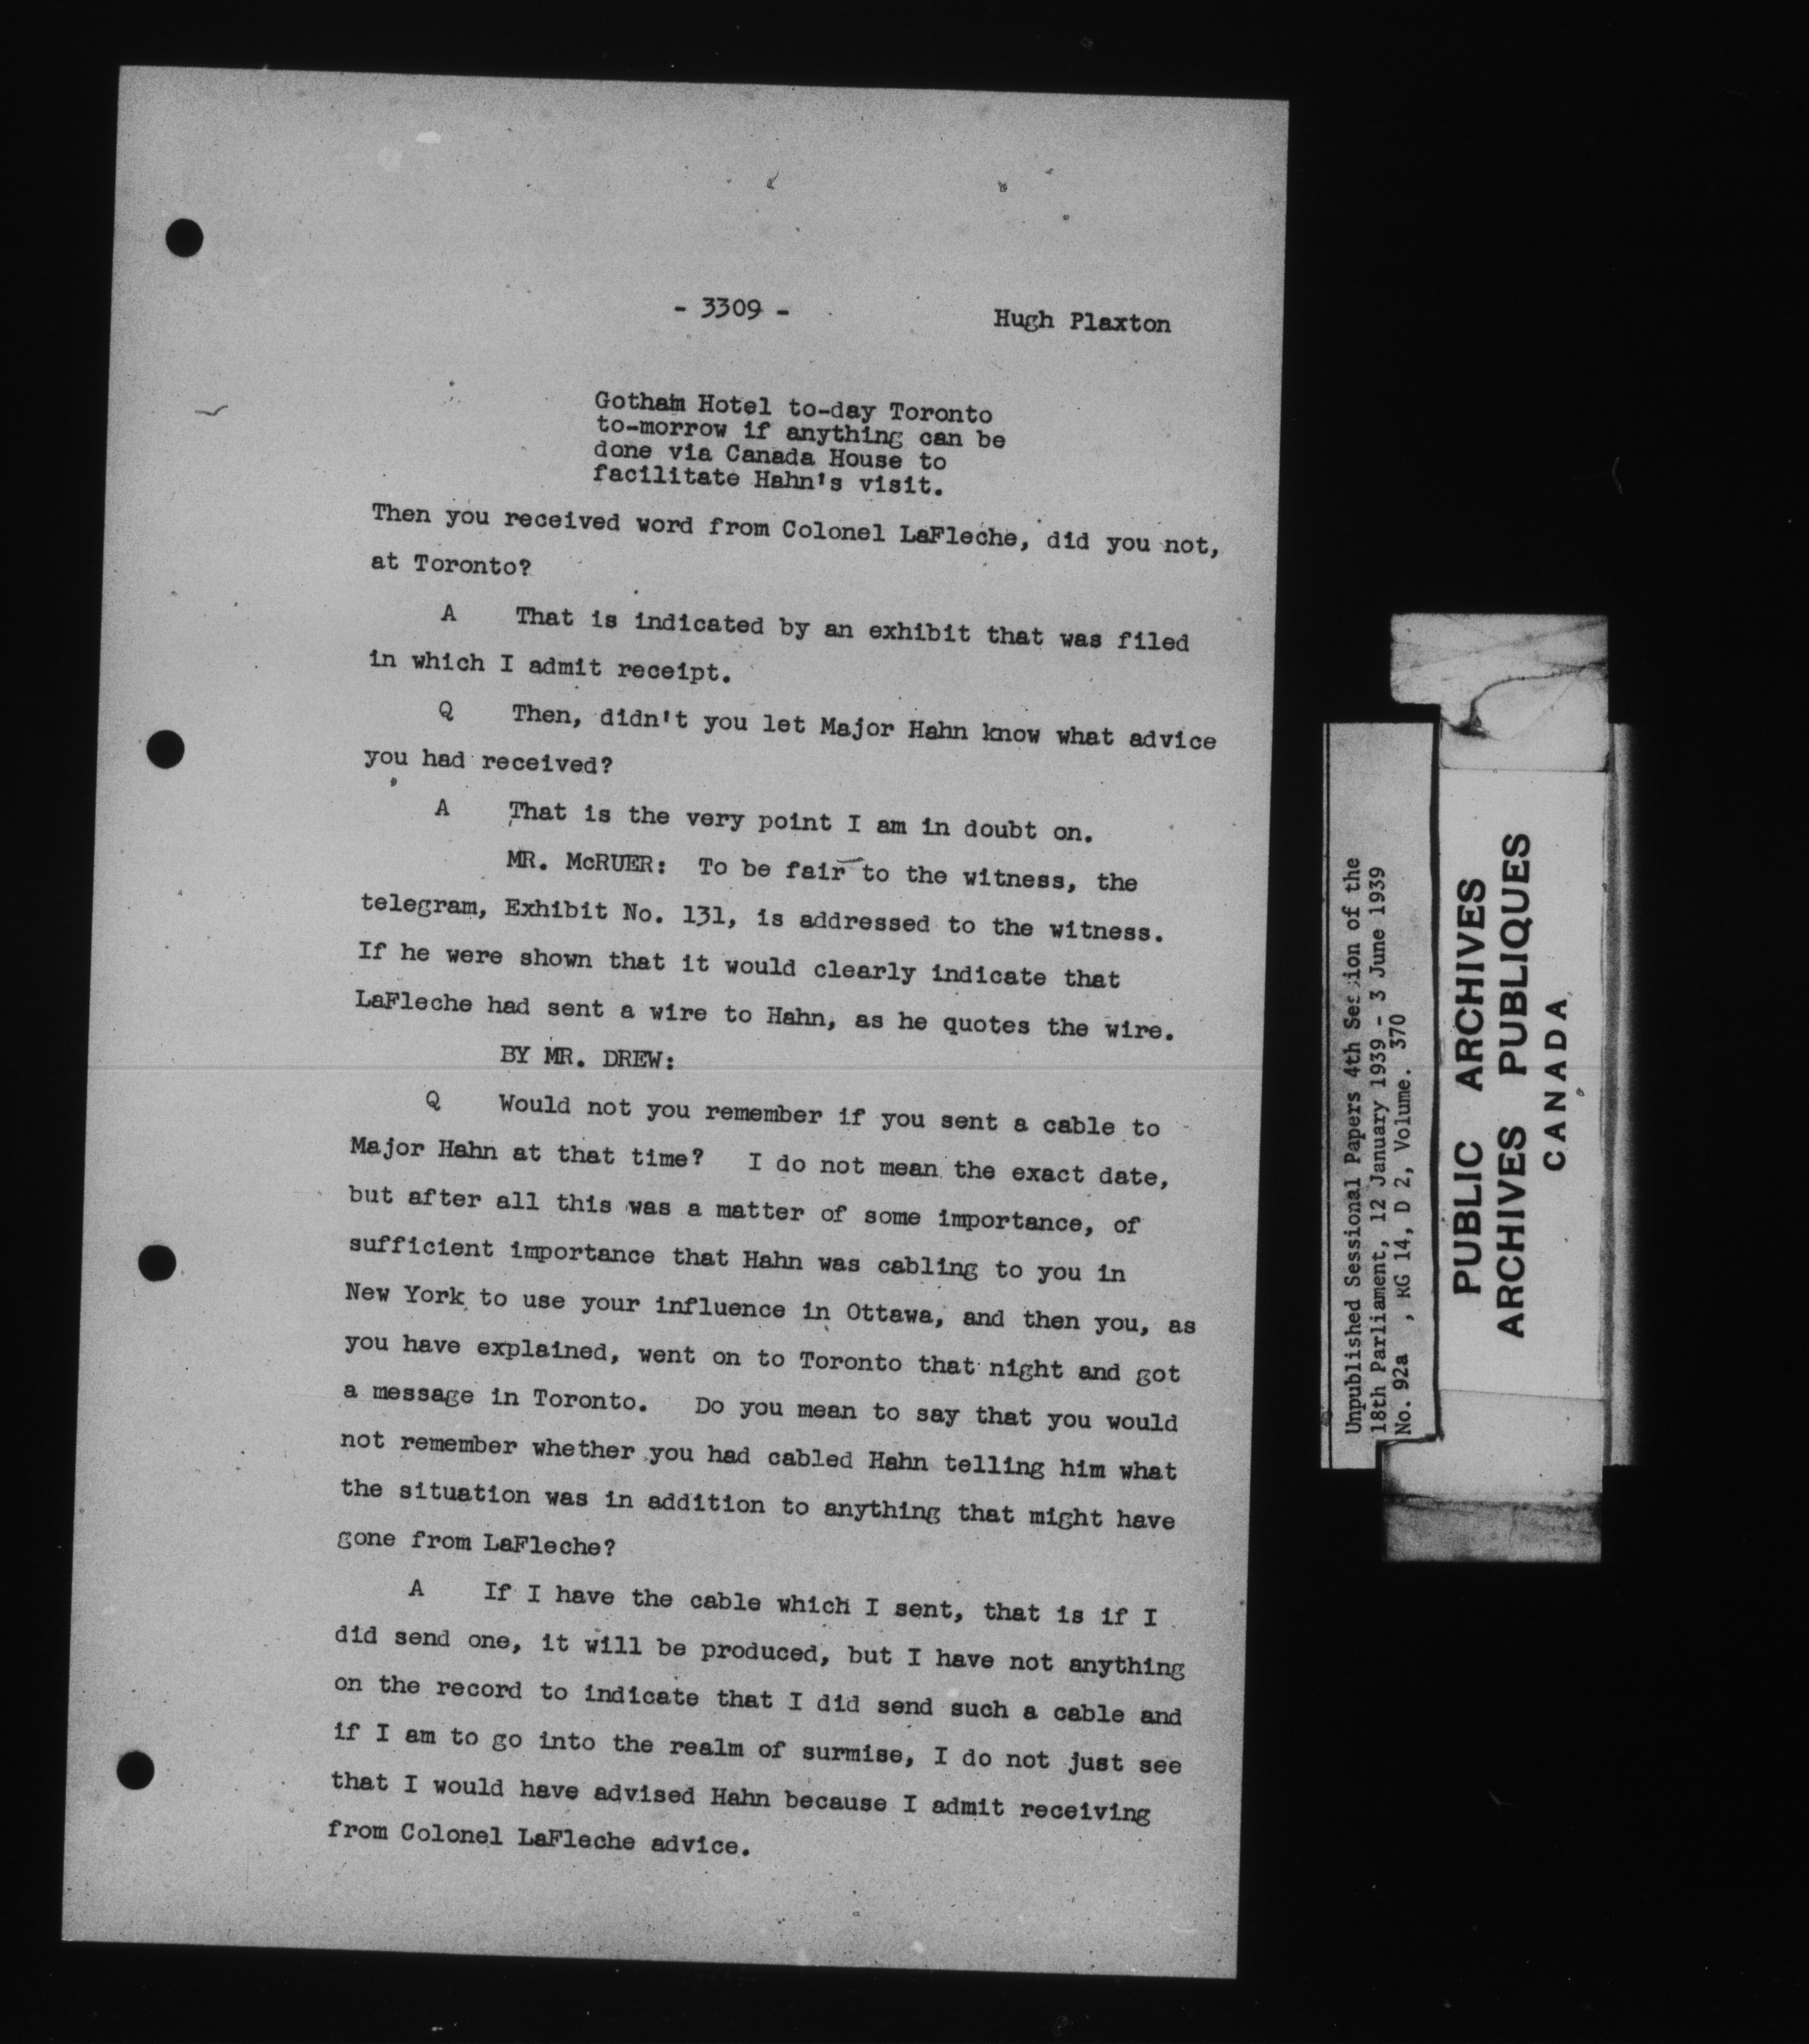 - 3309 -
Hugh Plaxton
Gotham Hotel to-day Toronto
to-morrow if anything can be
done via Canada House to
facilitate Hahn's visit.
Then you received word from Colonel LaFleche, did you not,
at Toronto?
A That is indicated by an exhibit that was filed
in which I admit receipt.
Q Then, didn't you let Major Hahn know what advice
you had received?
A That is the very point I am in doubt on.
MR. McRUER: To be fair to the witness, the
telegram, Exhibit No. 131, is addressed to the witness.
If he were shown that it would clearly indicate that
LaFleche had sent a wire to Hahn, as he quotes the wire.
BY MR. DREW:
Q Would not you remember if you sent a cable to
Major Hahn at that time? I do not mean the exact date,
but after all this was a matter of some importance, of
sufficient importance that Hahn was cabling to you in
New York to use your influence in Ottawa, and then you, as
you have explained, went on to Toronto that night and got
a message in Toronto. Do you mean to say that you would
not remember whether you had cabled Hahn telling him what
the situation was in addition to anything that might have
gone from LaFleche?
A If I have the cable which I sent, that is if I
did send one, it will be produced, but I have not anything
on the record to indicate that I did send such a cable and
if I am to go into the realm of surmise, I do not just see
that I would have advised Hahn because I admit receiving
from Colonel LaFleche advice.
Unpublished Sessional Papers 4th Session of the
18th Parliament, 12 January 1939 - 3 June 1939
No. 92a , RG 14, D 2, Volume. 370
PUBLIC ARCHIVES
ARCHIVES PUBLIQUES
CANADA